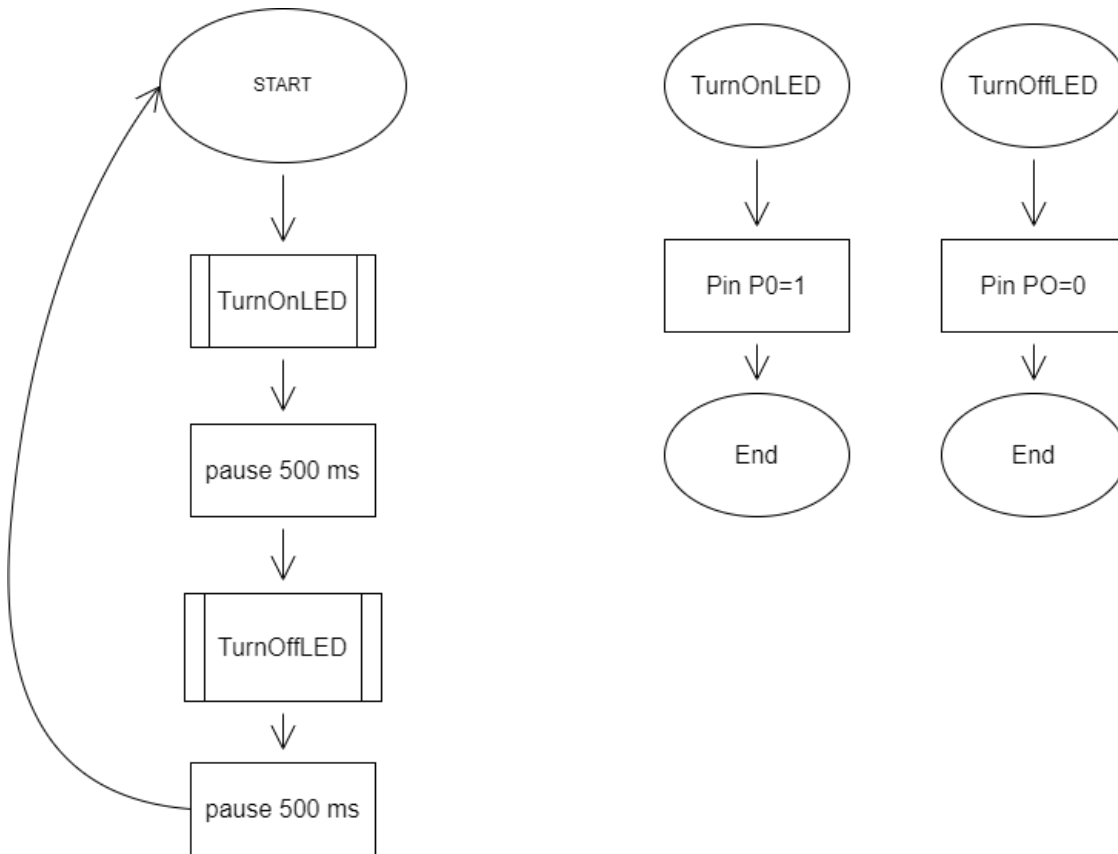 START
TurnOnLED
pause 500 ms
TurnOffLED
pause 500 ms
TurnOnLED
Pin P0=1
End
TurnOffLED
Pin PO=0
End